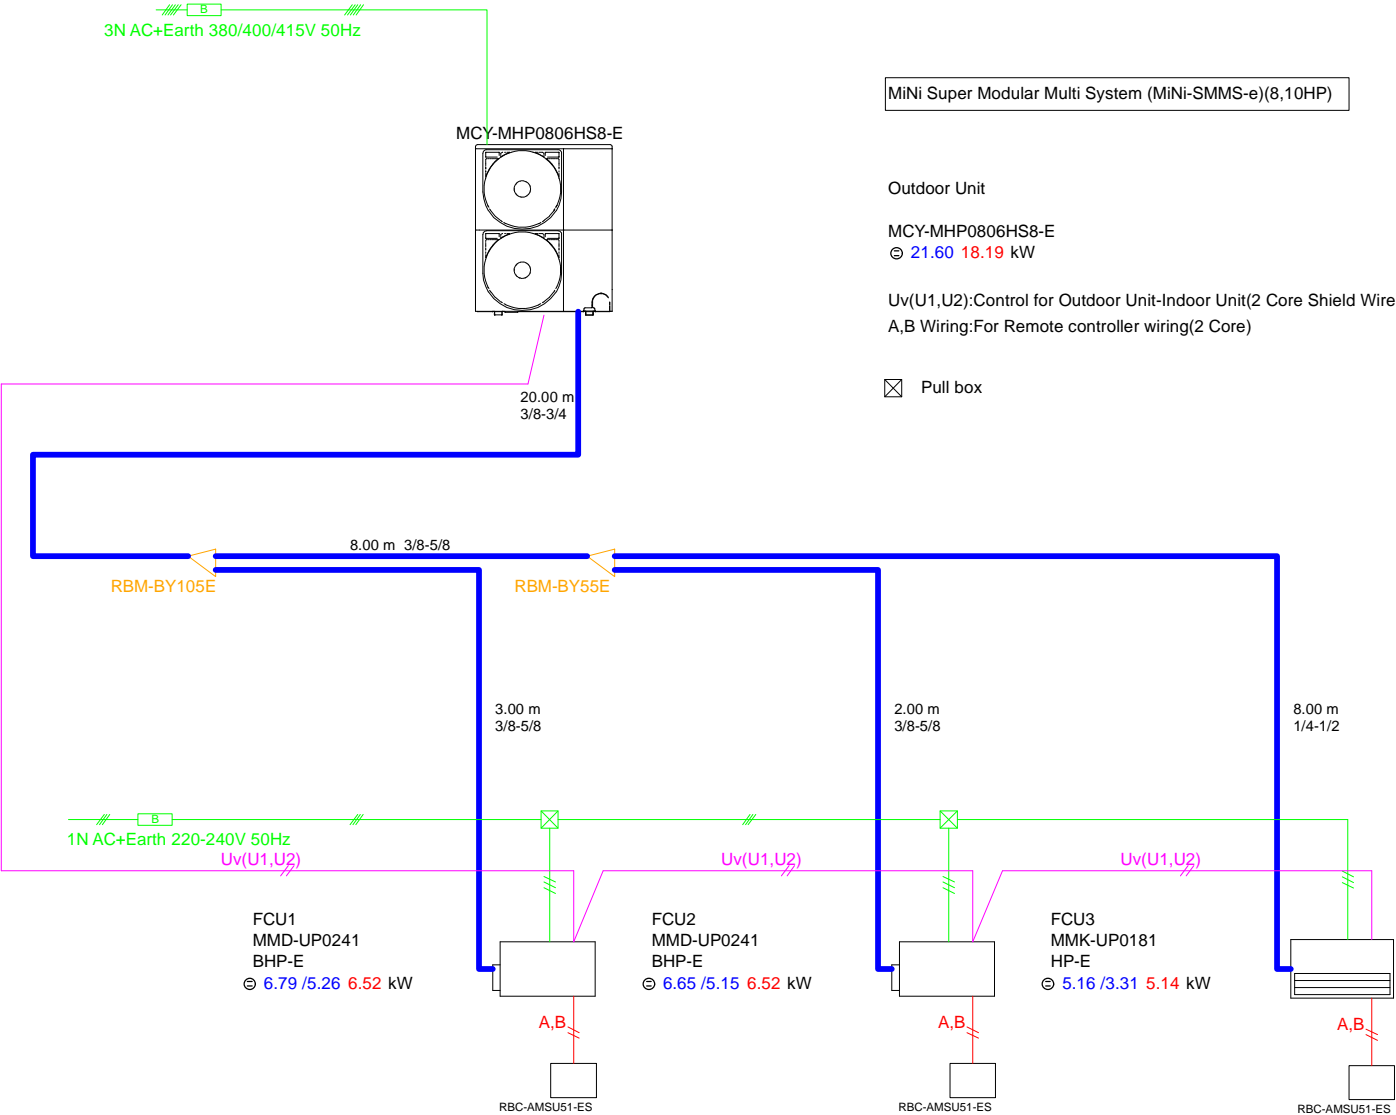 B
3N AC+Earth 380/400/415V 50Hz
MiNi Super Modular Multi System (MiNi-SMMS-e)(8,10HP)
MCY-MHP0806HS8-E
Outdoor Unit
MCY-MHP0806HS8-E
21.60 18.19 kW
Uv(U1,U2):Control for Outdoor Unit-Indoor Unit(2 Core Shield Wire
A,B Wiring:For Remote controller wiring(2 Core)
Pull box
20.00 m
3/8-3/4
8.00 m 3/8-5/8
RBM-BY105E
RBM-BY55E
3.00 m
3/8-5/8
2.00 m
3/8-5/8
8.00 m
1/4-1/2
B
1N AC+Earth 220-240V 50Hz
Uv(U1,U2)
Uv(U1,U2)
Uv(U1,U2)
FCU1
MMD-UP0241
BHP-E
6.79 /5.26 6.52 kW
FCU2
MMD-UP0241
BHP-E
6.65 /5.15 6.52 kW
FCU3
MMK-UP0181
HP-E
5.16 /3.31 5.14 kW
A,B
A,B
A,B
RBC-AMSU51-ES
RBC-AMSU51-ES
RBC-AMSU51-ES